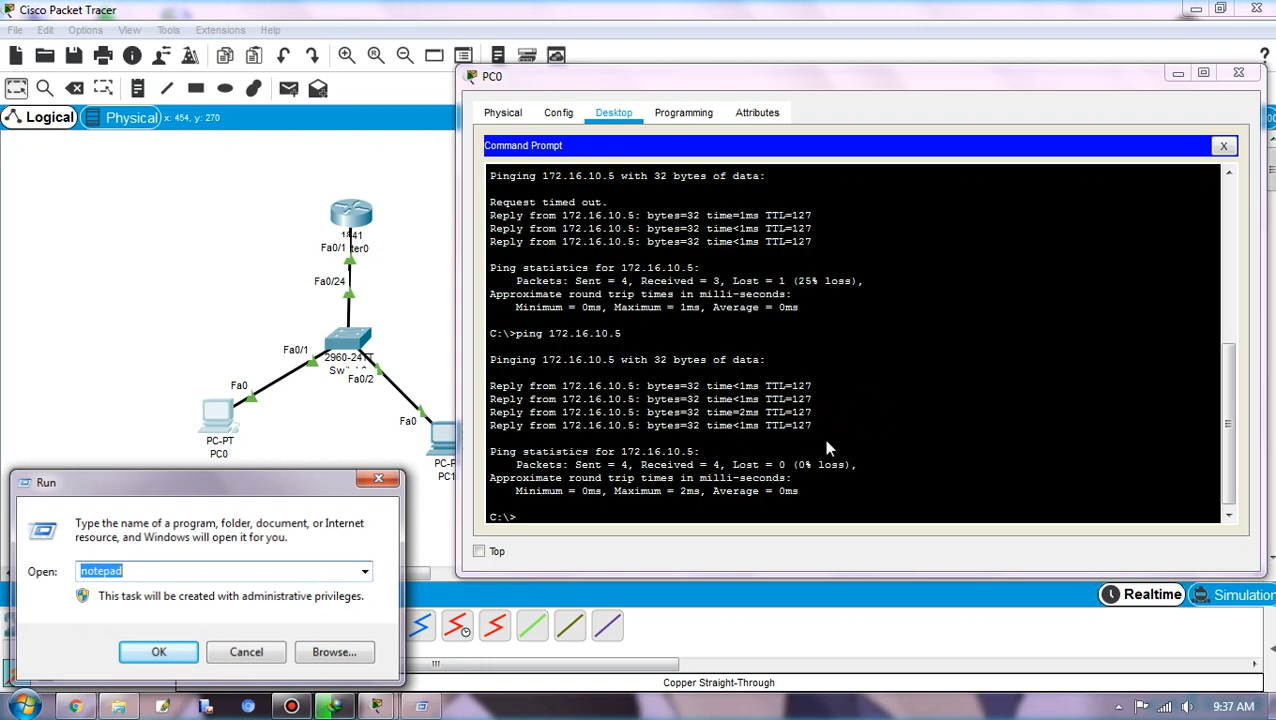 Cisco Packet Tracer
File Edit Options View Tools Extensions Help
?
Logical Physical x: 454, y: 270
1841
Fa0/1
Fa0/24
Fa0/1
2960-24TT
Fa0/2
Fa0
Fa0
PC-PT
PC0
PC-P
PC1
PC0
Physical Config Desktop Programming Attributes
Command Prompt X
Pinging 172.16.10.5 with 32 bytes of data:
Request timed out.
Reply from 172.16.10.5: bytes=32 time=1ms TTL=127
Reply from 172.16.10.5: bytes=32 time<1ms TTL=127
Reply from 172.16.10.5: bytes=32 time<1ms TTL=127
Ping statistics for 172.16.10.5:
Packets: Sent = 4, Received = 3, Lost = 1 (25% loss),
Approximate round trip times in milli-seconds:
Minimum = 0ms, Maximum = 1ms, Average = 0ms
C:\>ping 172.16.10.5
Pinging 172.16.10.5 with 32 bytes of data:
Reply from 172.16.10.5: bytes=32 time<1ms TTL=127
Reply from 172.16.10.5: bytes=32 time<1ms TTL=127
Reply from 172.16.10.5: bytes=32 time=2ms TTL=127
Reply from 172.16.10.5: bytes=32 time<1ms TTL=127
Ping statistics for 172.16.10.5:
Packets: Sent = 4, Received = 4, Lost = 0 (0% loss),
Approximate round trip times in milli-seconds:
Minimum = 0ms, Maximum = 2ms, Average = 0ms
C:\>
Top
Run
Type the name of a program, folder, document, or Internet
resource, and Windows will open it for you.
Open: notepad
This task will be created with administrative privileges.
OK Cancel Browse...
Realtime Simulation
Copper Straight-Through
9:37 AM